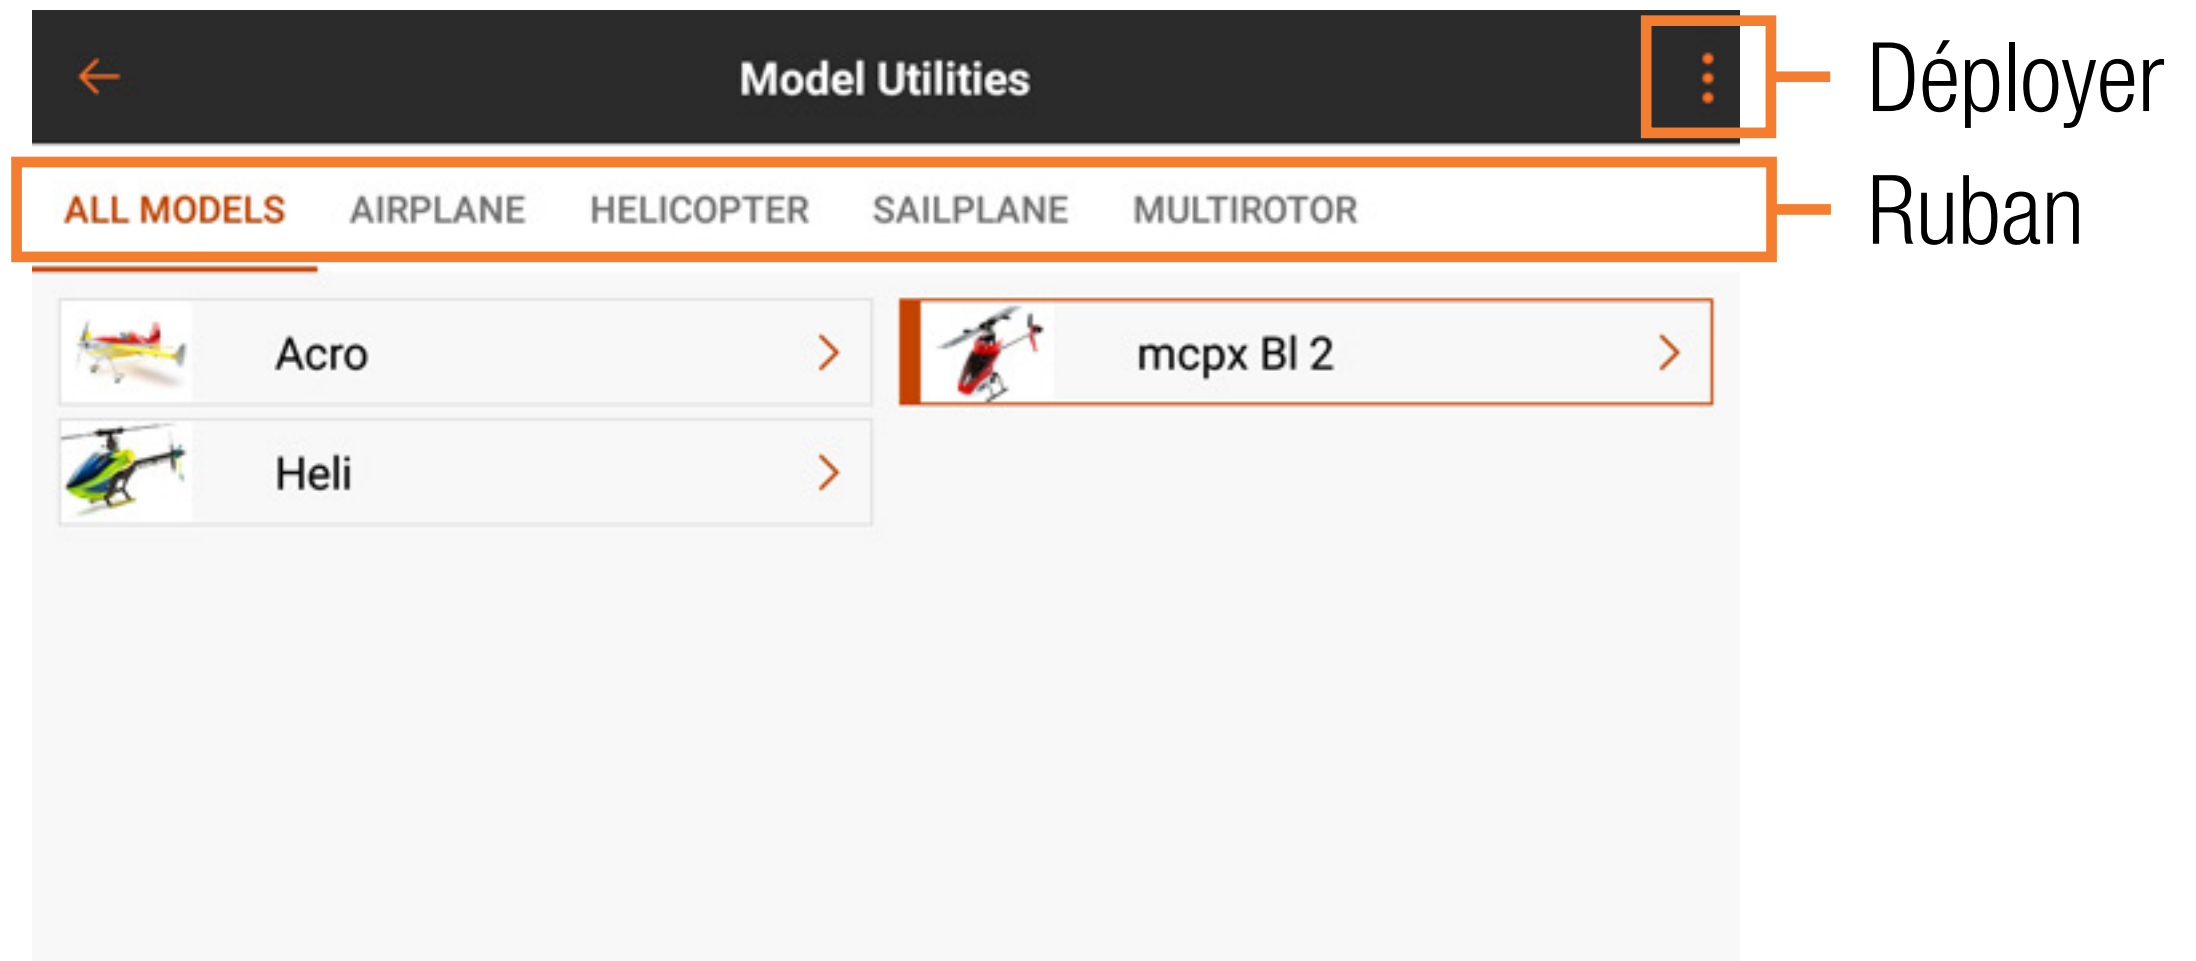 Model Utilities
Déployer
ALL MODELS AIRPLANE HELICOPTER SAILPLANE MULTIROTOR
Ruban
Acro
mcpx Bl 2
Heli